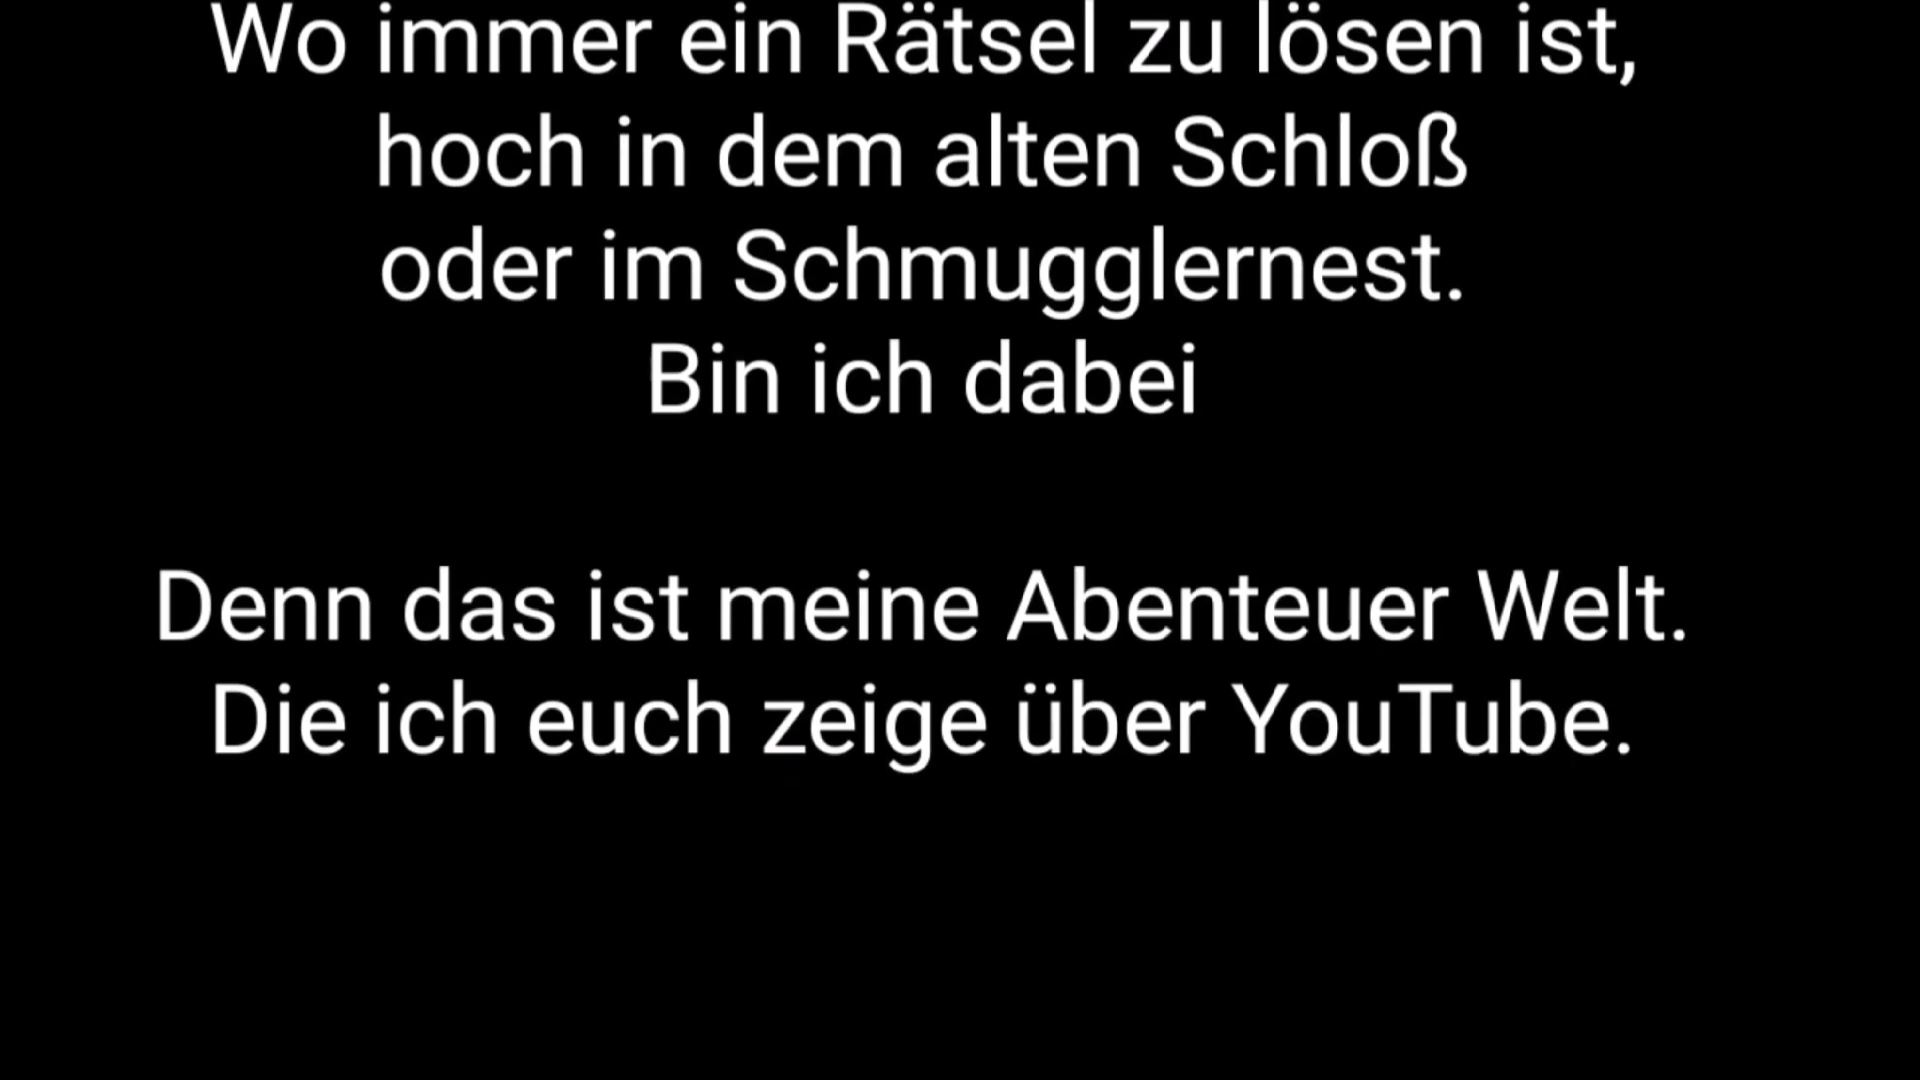 Wo immer ein Rätsel zu lösen ist,
hoch in dem alten Schloß
oder im Schmugglernest.
Bin ich dabei
Denn das ist meine Abenteuer Welt.
Die ich euch zeige über YouTube.